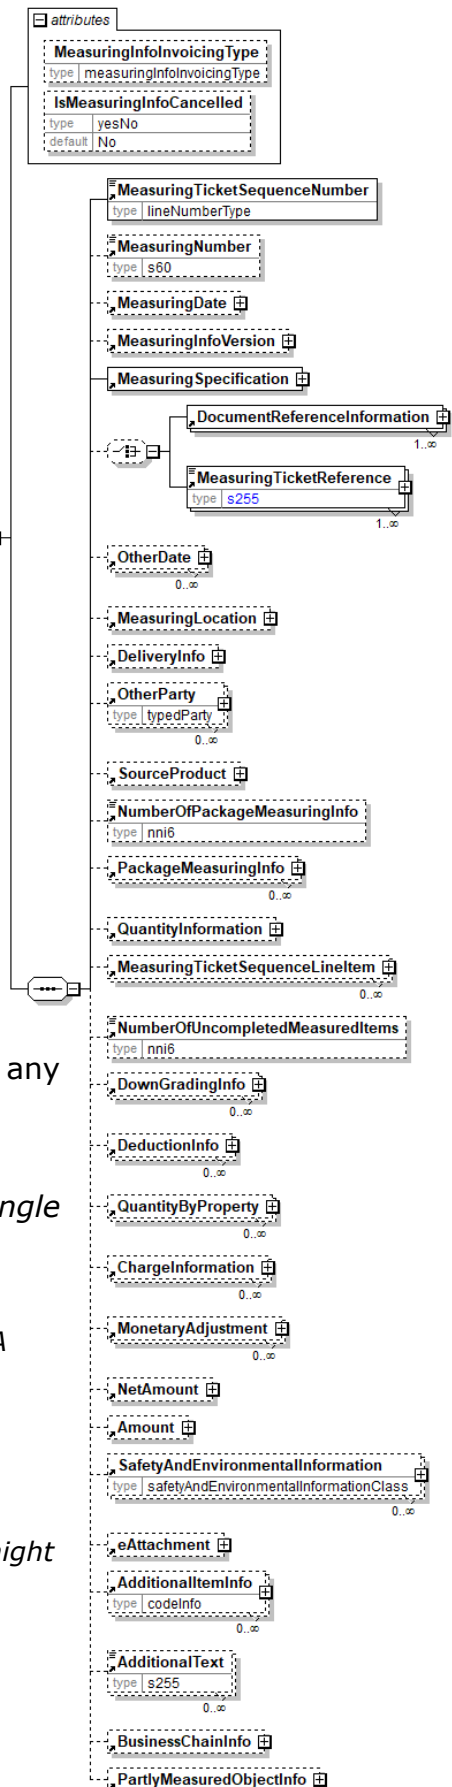 attributes
MeasuringInfoInvoicingType
type measuringInfoInvoicingType
IsMeasuringInfoCancelled
type yesNo
default No
MeasuringTicketSequenceNumber
type lineNumberType
MeasuringNumber
type s60
MeasuringDate
MeasuringInfoVersion
MeasuringSpecification
DocumentReferenceInformation
1..∞
MeasuringTicketReference
type s255
1..∞
OtherDate
0..∞
MeasuringLocation
DeliveryInfo
OtherParty
type typedParty
0..∞
SourceProduct
NumberOfPackageMeasuringInfo
type nni6
PackageMeasuringInfo
0..∞
QuantityInformation
MeasuringTicketSequenceLineItem
0..∞
NumberOfUncompletedMeasuredItems
type nni6
any
DownGradingInfo
0..∞
DeductionInfo
0..∞
ngle
QuantityByProperty
0..∞
ChargeInformation
0..∞
MonetaryAdjustment
A
0..∞
NetAmount
Amount
SafetyAndEnvironmentalInformation
type safetyAndEnvironmentalInformationClass
0..∞
eAttachment
ight
AdditionalItemInfo
type codeInfo
0..∞
AdditionalText
type s255
0..∞
BusinessChainInfo
PartlyMeasuredObjectInfo